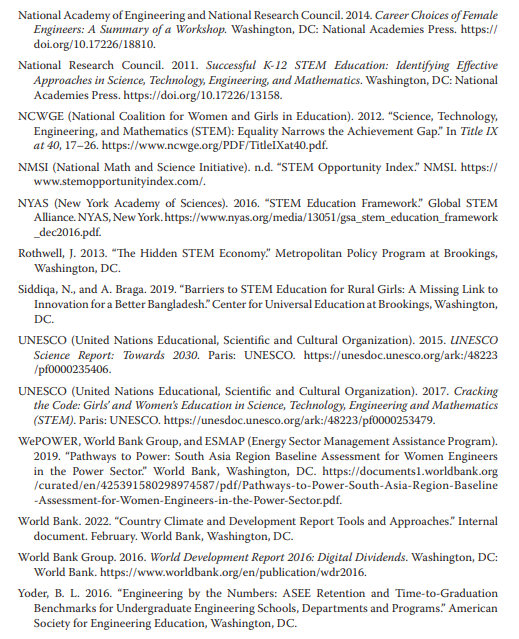 National Academy of Engineering and National Research Council. 2014. Career Choices of Female
Engineers: A Summary of a Workshop. Washington, DC: National Academies Press. https://
doi.org/10.17226/18810.
National Research Council. 2011. Successful K-12 STEM Education: Identifying Effective
Approaches in Science, Technology, Engineering, and Mathematics. Washington, DC: National
Academies Press. https://doi.org/10.17226/13158.
NCWGE (National Coalition for Women and Girls in Education). 2012. “Science, Technology,
Engineering, and Mathematics (STEM): Equality Narrows the Achievement Gap.” In Title IX
at 40, 17–26. https://www.ncwge.org/PDF/TitleIXat40.pdf.
NMSI (National Math and Science Initiative). n.d. “STEM Opportunity Index.” NMSI. https://
www.stemopportunityindex.com/.
NYAS (New York Academy of Sciences). 2016. “STEM Education Framework.” Global STEM
Alliance. NYAS, New York. https://www.nyas.org/media/13051/gsa_stem_education_framework
_dec2016.pdf.
Rothwell, J. 2013. “The Hidden STEM Economy.” Metropolitan Policy Program at Brookings,
Washington, DC.
Siddiqa, N., and A. Braga. 2019. “Barriers to STEM Education for Rural Girls: A Missing Link to
Innovation for a Better Bangladesh.” Center for Universal Education at Brookings, Washington,
DC.
UNESCO (United Nations Educational, Scientific and Cultural Organization). 2015. UNESCO
Science Report: Towards 2030. Paris: UNESCO. https://unesdoc.unesco.org/ark:/48223
/pf0000235406.
UNESCO (United Nations Educational, Scientific and Cultural Organization). 2017. Cracking
the Code: Girls’ and Women’s Education in Science, Technology, Engineering and Mathematics
(STEM). Paris: UNESCO. https://unesdoc.unesco.org/ark:/48223/pf0000253479.
WePOWER, World Bank Group, and ESMAP (Energy Sector Management Assistance Program).
2019. “Pathways to Power: South Asia Region Baseline Assessment for Women Engineers
in the Power Sector.” World Bank, Washington, DC. https://documents1.worldbank.org
/curated/en/425391580298974587/pdf/Pathways-to-Power-South-Asia-Region-Baseline
-Assessment-for-Women-Engineers-in-the-Power-Sector.pdf.
World Bank. 2022. “Country Climate and Development Report Tools and Approaches.” Internal
document. February. World Bank, Washington, DC.
World Bank Group. 2016. World Development Report 2016: Digital Dividends. Washington, DC:
World Bank. https://www.worldbank.org/en/publication/wdr2016.
Yoder, B. L. 2016. “Engineering by the Numbers: ASEE Retention and Time-to-Graduation
Benchmarks for Undergraduate Engineering Schools, Departments and Programs.” American
Society for Engineering Education, Washington, DC.